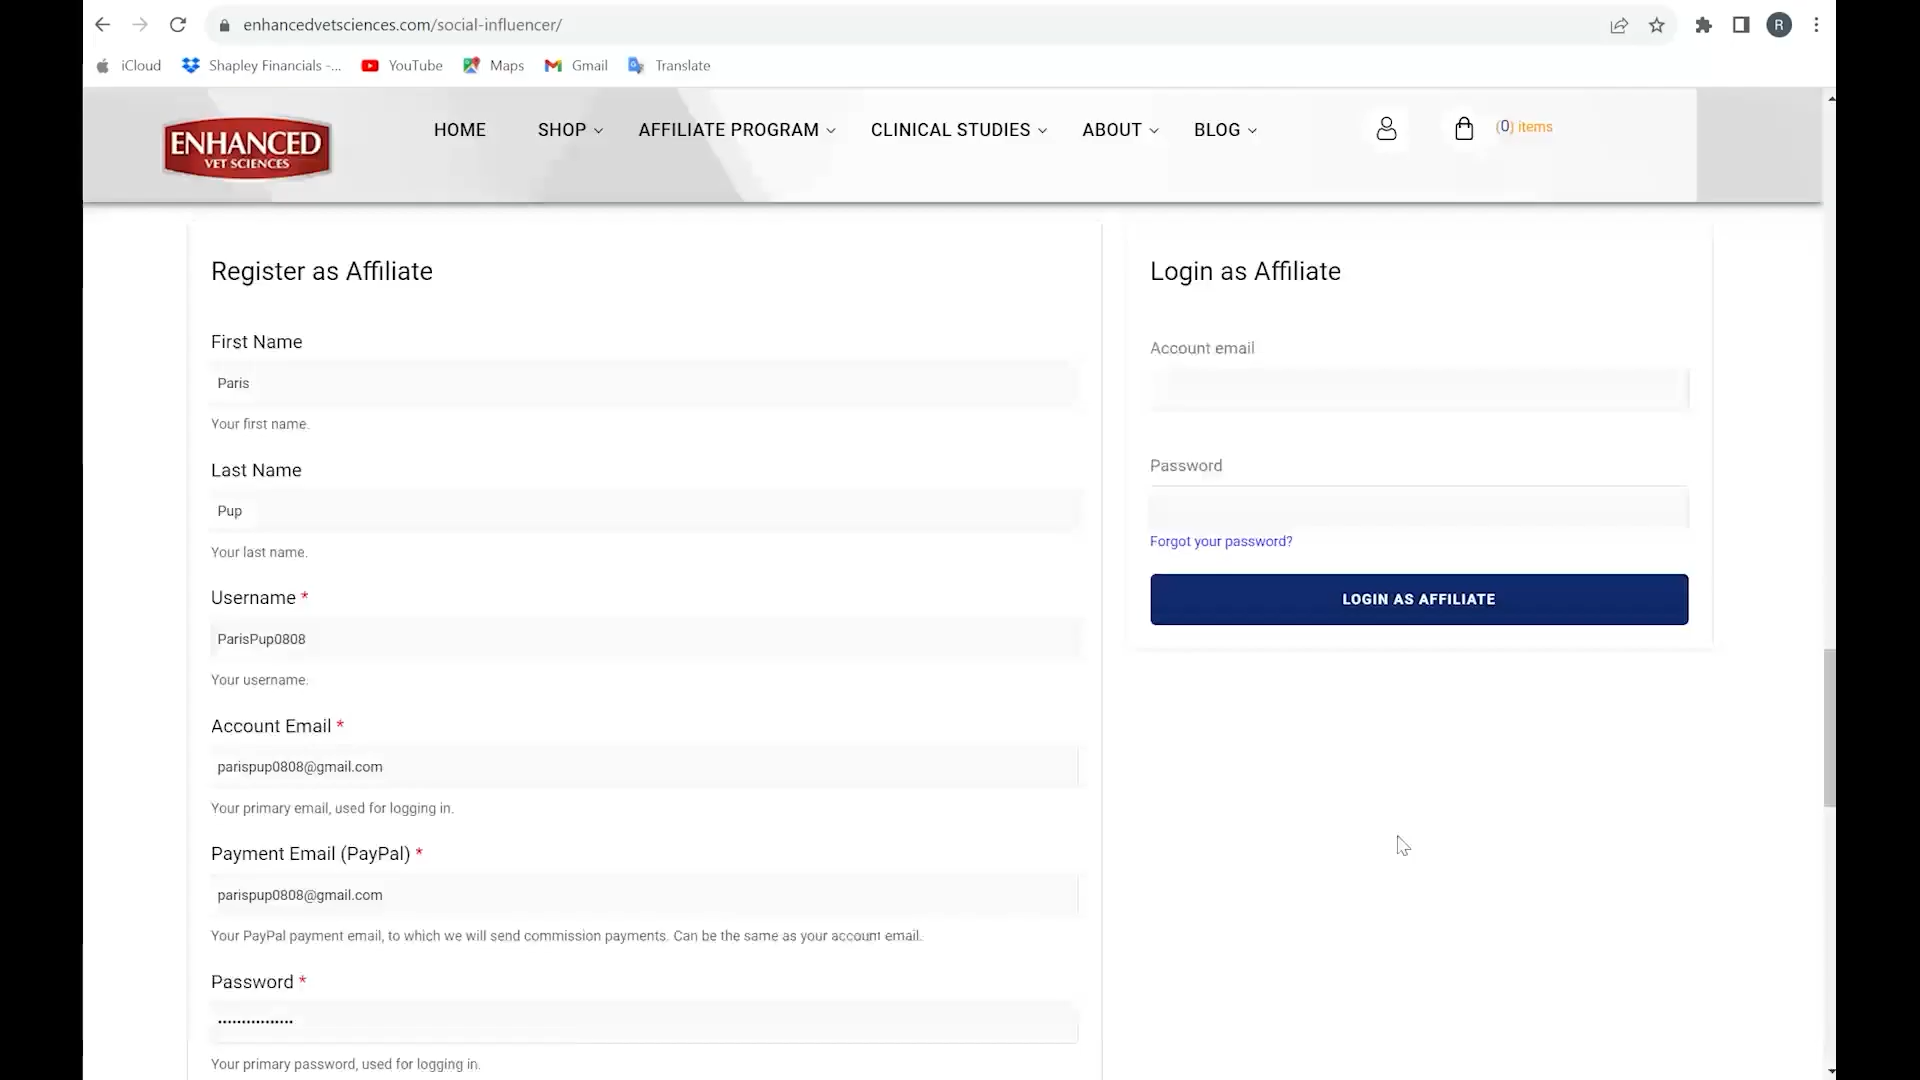 enhancedvetsciences.com/social-influencer/
R
iCloud Shapley Financials -... YouTube Maps Gmail Translate
ENHANCED
VET SCIENCES
HOME SHOP AFFILIATE PROGRAM CLINICAL STUDIES ABOUT BLOG (0) items
Register as Affiliate
First Name
Paris
Your first name.
Last Name
Pup
Your last name.
Username *
ParisPup0808
Your username.
Account Email *
parispup0808@gmail.com
Your primary email, used for logging in.
Payment Email (PayPal) *
parispup0808@gmail.com
Your PayPal payment email, to which we will send commission payments. Can be the same as your account email.
Password *
••••••••••••••••
Your primary password, used for logging in.
Login as Affiliate
Account email
Password
Forgot your password?
LOGIN AS AFFILIATE